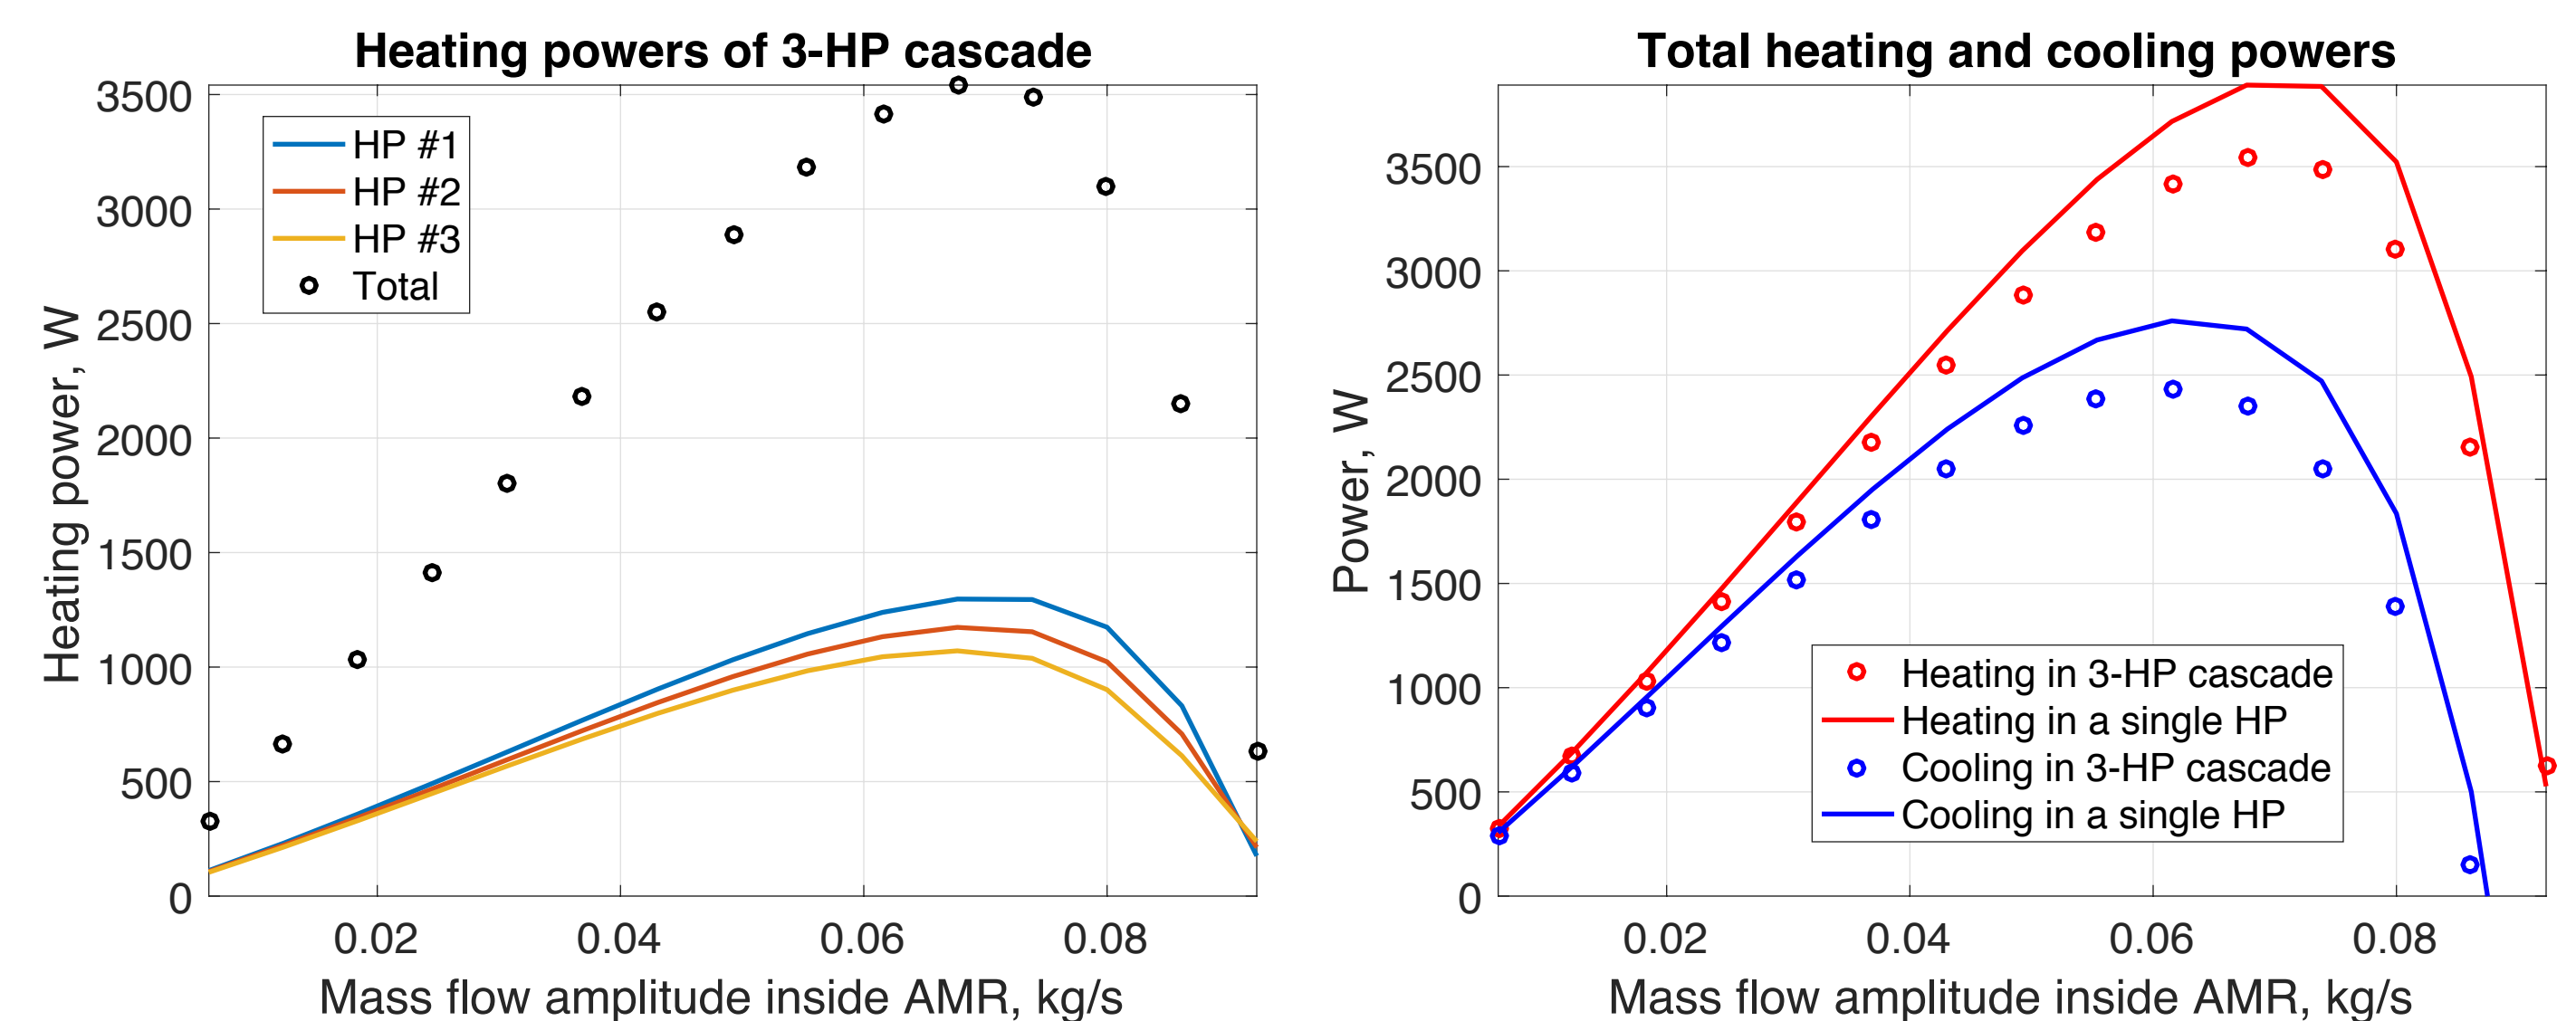 Heating powers of 3-HP cascade
3500
3000
2500
2000
1500
1000
500
0
Heating power, W
HP #1
HP #2
HP #3
Total
0.02 0.04 0.06 0.08
Mass flow amplitude inside AMR, kg/s
Total heating and cooling powers
3500
3000
2500
2000
1500
1000
500
0
Power, W
Heating in 3-HP cascade
Heating in a single HP
Cooling in 3-HP cascade
Cooling in a single HP
0.02 0.04 0.06 0.08
Mass flow amplitude inside AMR, kg/s